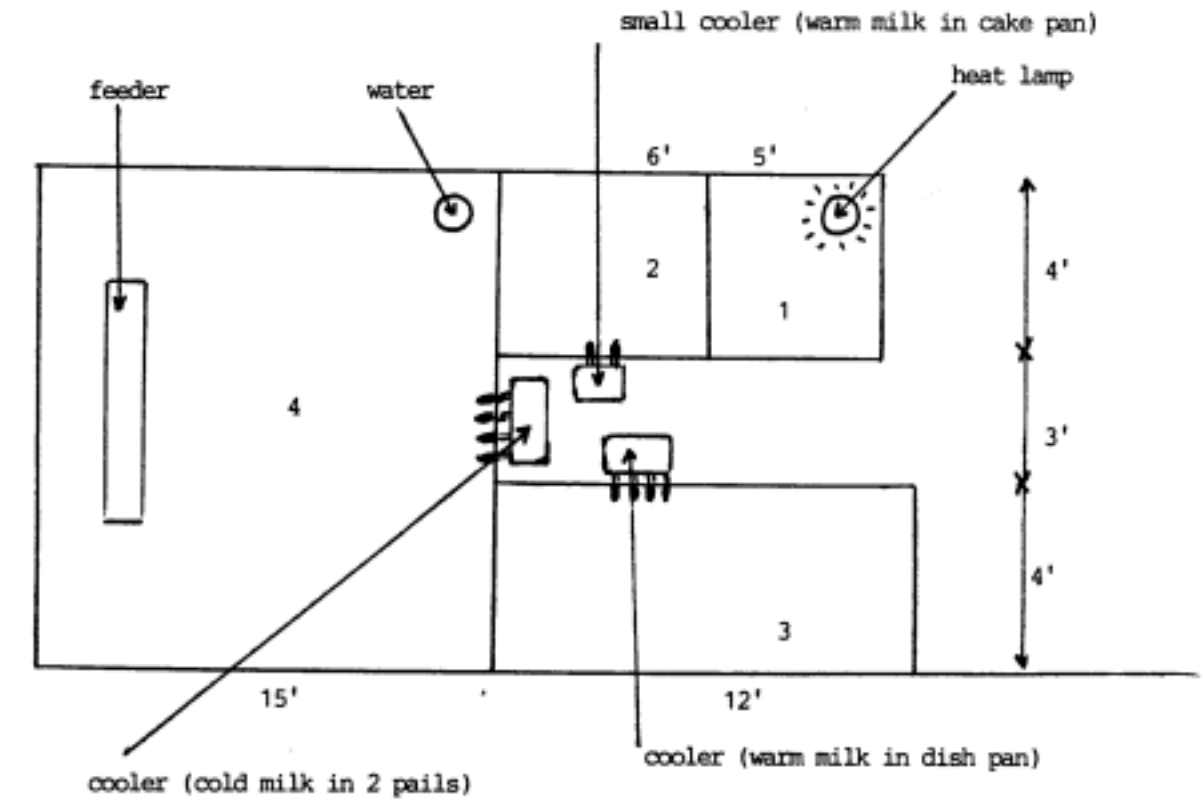 small cooler (warm milk in cake pan)
heat lamp
feeder
water
6'
5'
2
4'
1
4
3'
4'
3
15'
12'
cooler (warm milk in dish pan)
cooler (cold milk in 2 pails)